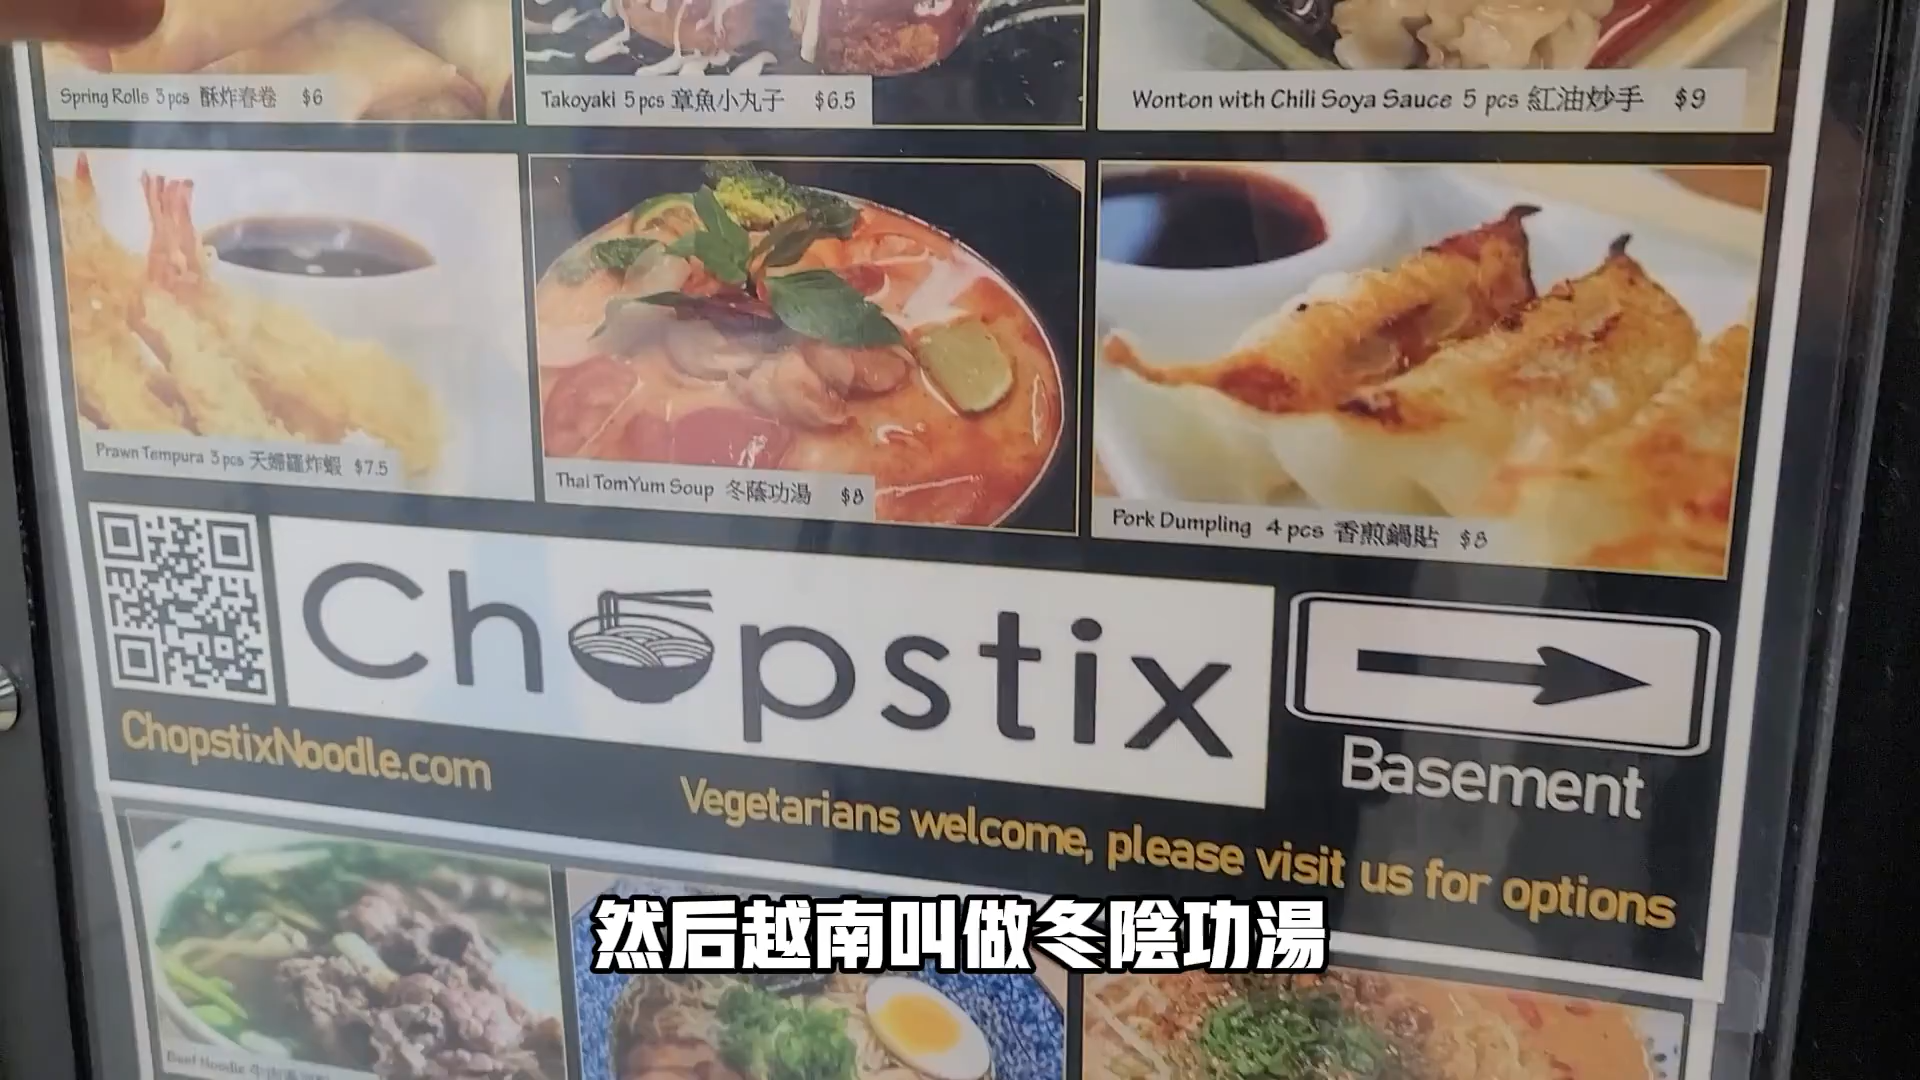 Spring Rolls 3 pcs 酥炸春卷 $6
Takoyaki 5 pcs 章魚小丸子 $6.5
Wonton with Chili Soya Sauce 5 pcs 紅油炒手 $9
Prawn Tempura 3 pcs 天婦羅炸蝦 $7.5
Thai TomYum Soup 冬蔭功湯 $8
Pork Dumpling 4 pcs 香煎鍋貼 $8
Chopstix
ChopstixNoodle.com
Basement
Vegetarians welcome, please visit us for options
然后越南叫做冬陰功湯
Beef Noodle